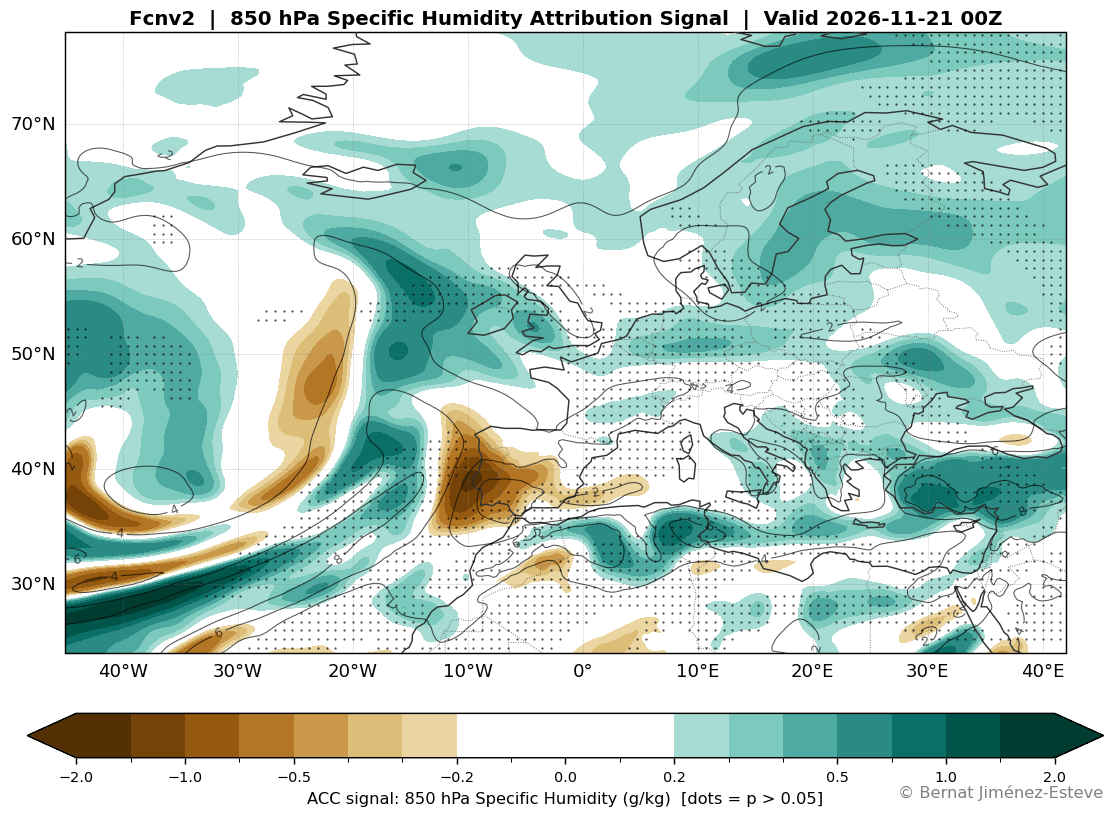 Fcnv2 | 850 hPa Specific Humidity Attribution Signal | Valid 2026-11-21 00Z
70°N
60°N
50°N
40°N
30°N
40°W
30°W
20°W
10°W
0°
10°E
20°E
30°E
40°E
−2.0
−1.0
−0.5
−0.2
0.0
0.2
0.5
1.0
2.0
ACC signal: 850 hPa Specific Humidity (g/kg) [dots = p > 0.05]
© Bernat Jiménez-Esteve